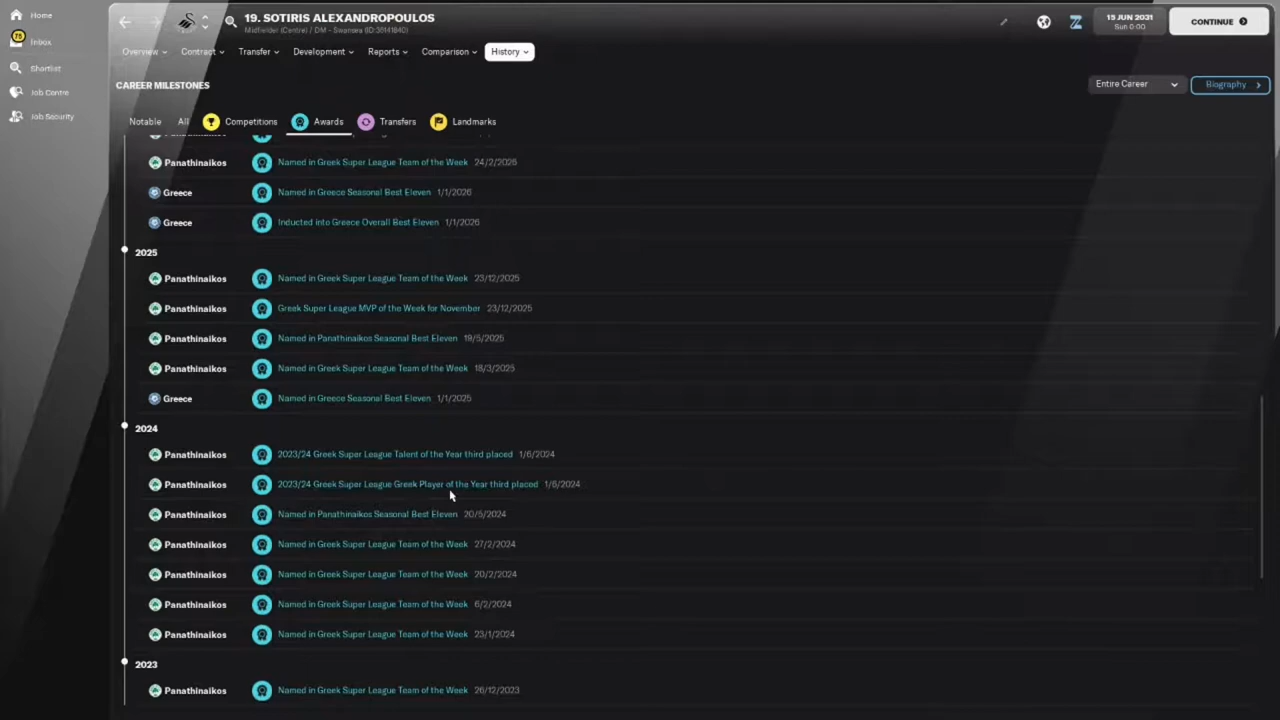 Home
19. SOTIRIS ALEXANDROPOULOS
Midfielder (Centre) / DM - Swansea (ID:36141840)
15 JUN 2031
Sun 0:00
CONTINUE
75
Inbox
Overview
Contract
Transfer
Development
Reports
Comparison
History
Shortlist
CAREER MILESTONES
Entire Career
Biography
Job Centre
Job Security
Notable
All
Competitions
Awards
Transfers
Landmarks
Panathinaikos Named in Greek Super League Team of the Week 24/2/2026
Greece Named in Greece Seasonal Best Eleven 1/1/2026
Greece Inducted into Greece Overall Best Eleven 1/1/2026
2025
Panathinaikos Named in Greek Super League Team of the Week 23/12/2025
Panathinaikos Greek Super League MVP of the Week for November 23/12/2025
Panathinaikos Named in Panathinaikos Seasonal Best Eleven 19/5/2025
Panathinaikos Named in Greek Super League Team of the Week 18/3/2025
Greece Named in Greece Seasonal Best Eleven 1/1/2025
2024
Panathinaikos 2023/24 Greek Super League Talent of the Year third placed 1/6/2024
Panathinaikos 2023/24 Greek Super League Greek Player of the Year third placed 1/6/2024
Panathinaikos Named in Panathinaikos Seasonal Best Eleven 20/5/2024
Panathinaikos Named in Greek Super League Team of the Week 27/2/2024
Panathinaikos Named in Greek Super League Team of the Week 20/2/2024
Panathinaikos Named in Greek Super League Team of the Week 6/2/2024
Panathinaikos Named in Greek Super League Team of the Week 23/1/2024
2023
Panathinaikos Named in Greek Super League Team of the Week 26/12/2023